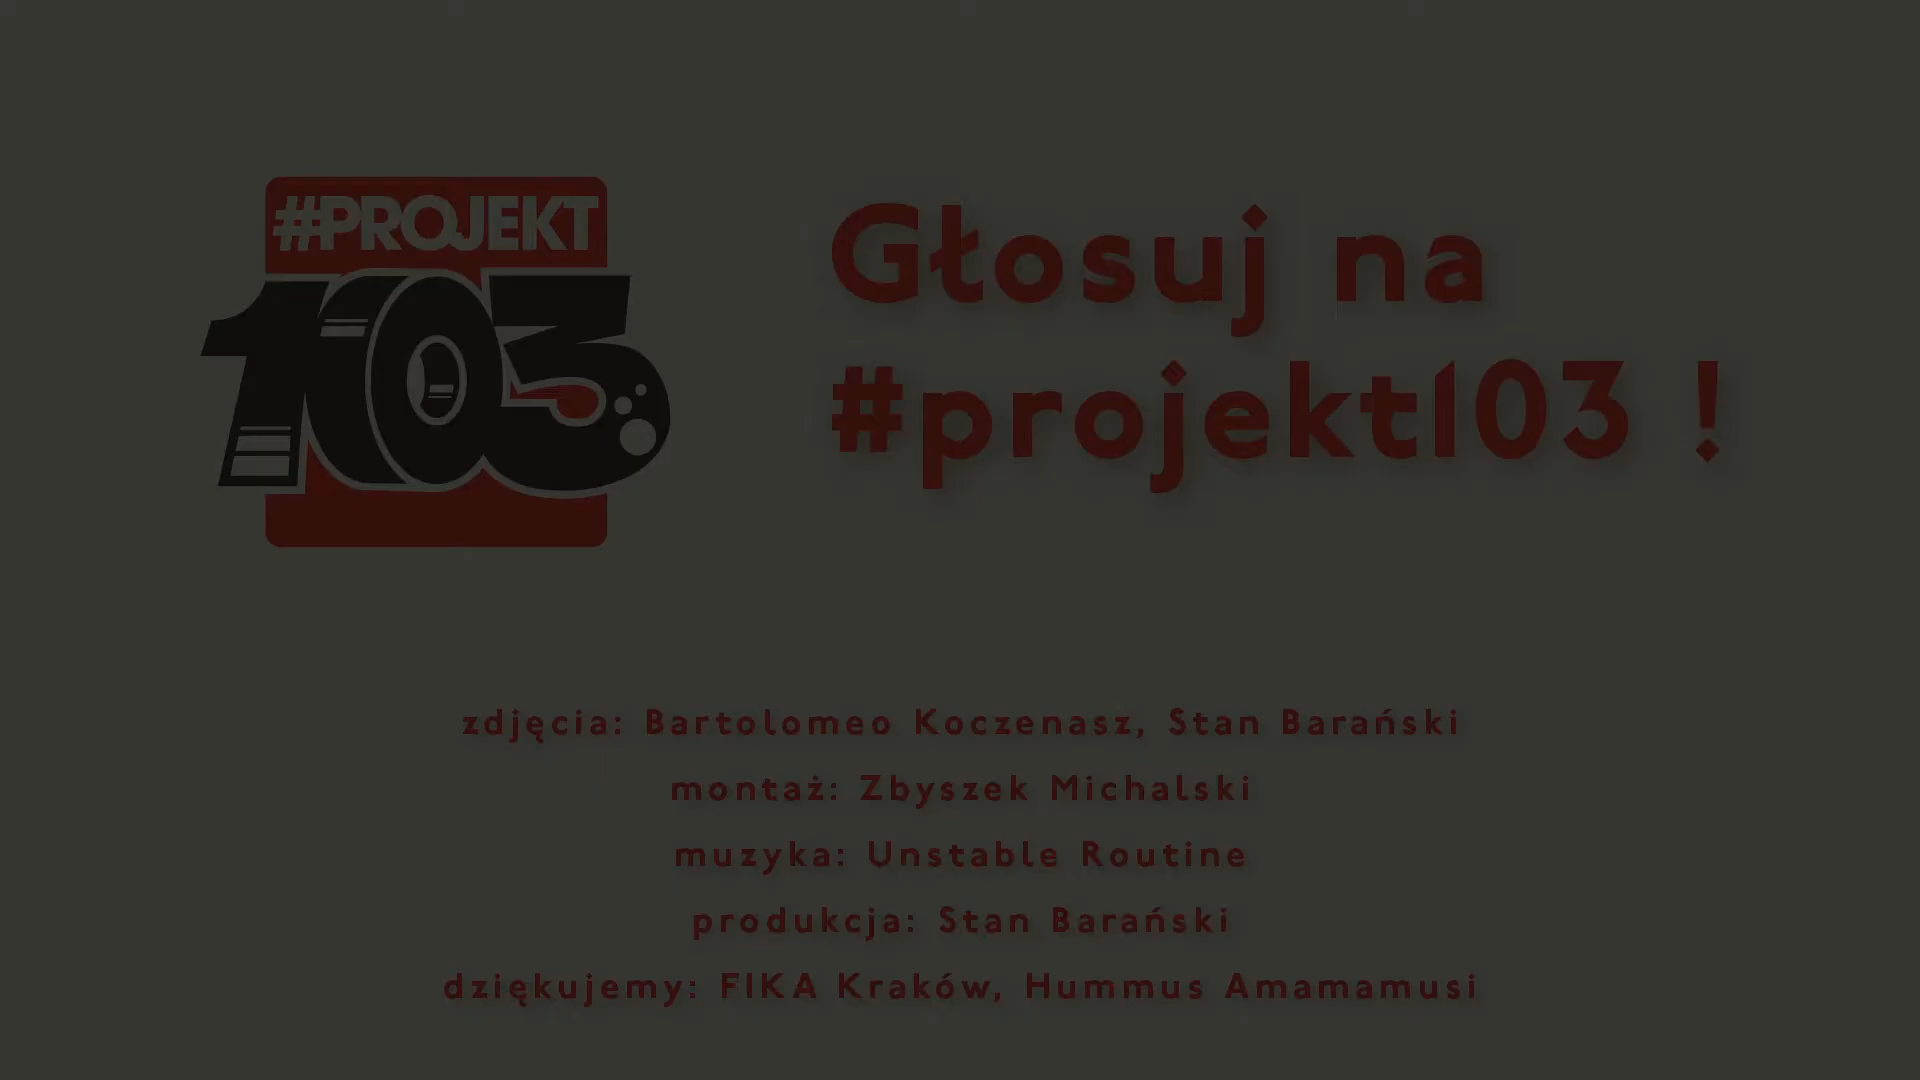 #PROJEKT
103
Głosuj na
#projekt103 !
zdjęcia: Bartolomeo Koczenasz, Stan Barański
montaż: Zbyszek Michalski
muzyka: Unstable Routine
produkcja: Stan Barański
dziękujemy: FIKA Kraków, Hummus Amamamusi